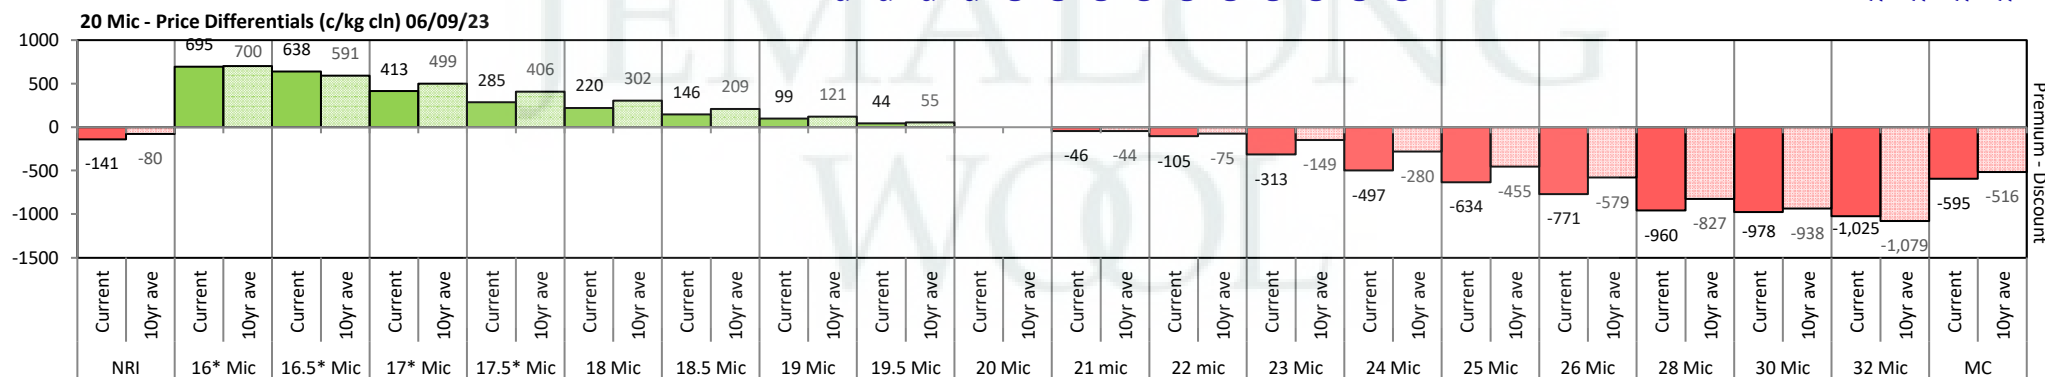 20 Mic - Price Differentials (c/kg cln) 06/09/23
JEMALONG
WOOL
1000
500
0
-500
-1000
-1500
695 700 638 591 413 499 285 406 220 302 146 209 99 121 44 55
-141 -80 -46 -44 -105 -75 -313 -149 -497 -280 -634 -455 -771 -579 -960 -827 -978 -938 -1,025 -1,079 -595 -516
Premium - Discount
Current 10yr ave Current 10yr ave Current 10yr ave Current 10yr ave Current 10yr ave Current 10yr ave Current 10yr ave Current 10yr ave Current 10yr ave Current 10yr ave Current 10yr ave Current 10yr ave Current 10yr ave Current 10yr ave Current 10yr ave Current 10yr ave Current 10yr ave Current 10yr ave Current 10yr ave Current 10yr ave
NRI 16* Mic 16.5* Mic 17* Mic 17.5* Mic 18 Mic 18.5 Mic 19 Mic 19.5 Mic 20 Mic 21 mic 22 mic 23 Mic 24 Mic 25 Mic 26 Mic 28 Mic 30 Mic 32 Mic MC